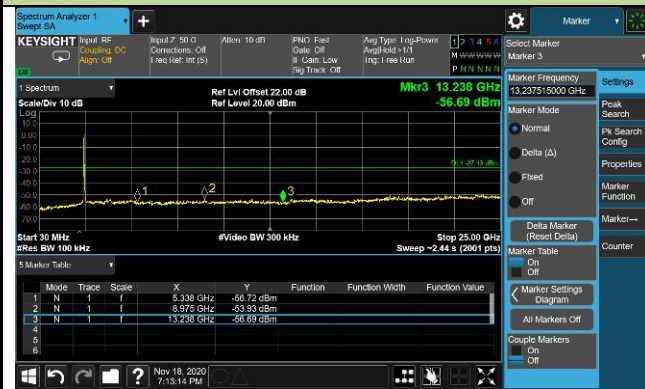 Spectrum Analyzer 1
Swept SA
Marker
KEYSIGHT
Input: RF
Coupling: DC
Align: Off
Input Z: 50 Ω
Corrections: Off
Freq Ref: Int (S)
Atten: 10 dB
PNO: Fast
Gate: Off
IF Gain: Low
Sig Track: Off
Avg Type: Log-Power
Avg|Hold:>1/1
Trig: Free Run
1 2 3 4 5 6
M W W W W W
P N N N N N
Select Marker
Marker 3
1 Spectrum
Scale/Div 10 dB
Log
Ref Lvl Offset 22.00 dB
Ref Level 20.00 dBm
Mkr3 13.238 GHz
-56.69 dBm
10.0
0.00
-10.0
-20.0
-30.0
-40.0
-50.0
-60.0
-70.0
1
2
3
Start 30 MHz
#Res BW 100 kHz
#Video BW 300 kHz
Stop 25.00 GHz
Sweep ~2.44 s (2001 pts)
5 Marker Table
Mode Trace Scale X Y Function Function Width Function Value
1 N 1 f 5.338 GHz -56.72 dBm
2 N 1 f 8.975 GHz -53.93 dBm
3 N 1 f 13.238 GHz -56.69 dBm
4
5
6
Nov 18, 2020
7:13:14 PM
Marker Frequency
13.237515000 GHz
Marker Mode
Normal
Delta (Δ)
Fixed
Off
Delta Marker
(Reset Delta)
Marker Table
On
Off
Marker Settings
Diagram
All Markers Off
Couple Markers
On
Off
Settings
Peak
Search
Pk Search
Config
Properties
Marker
Function
Marker→
Counter